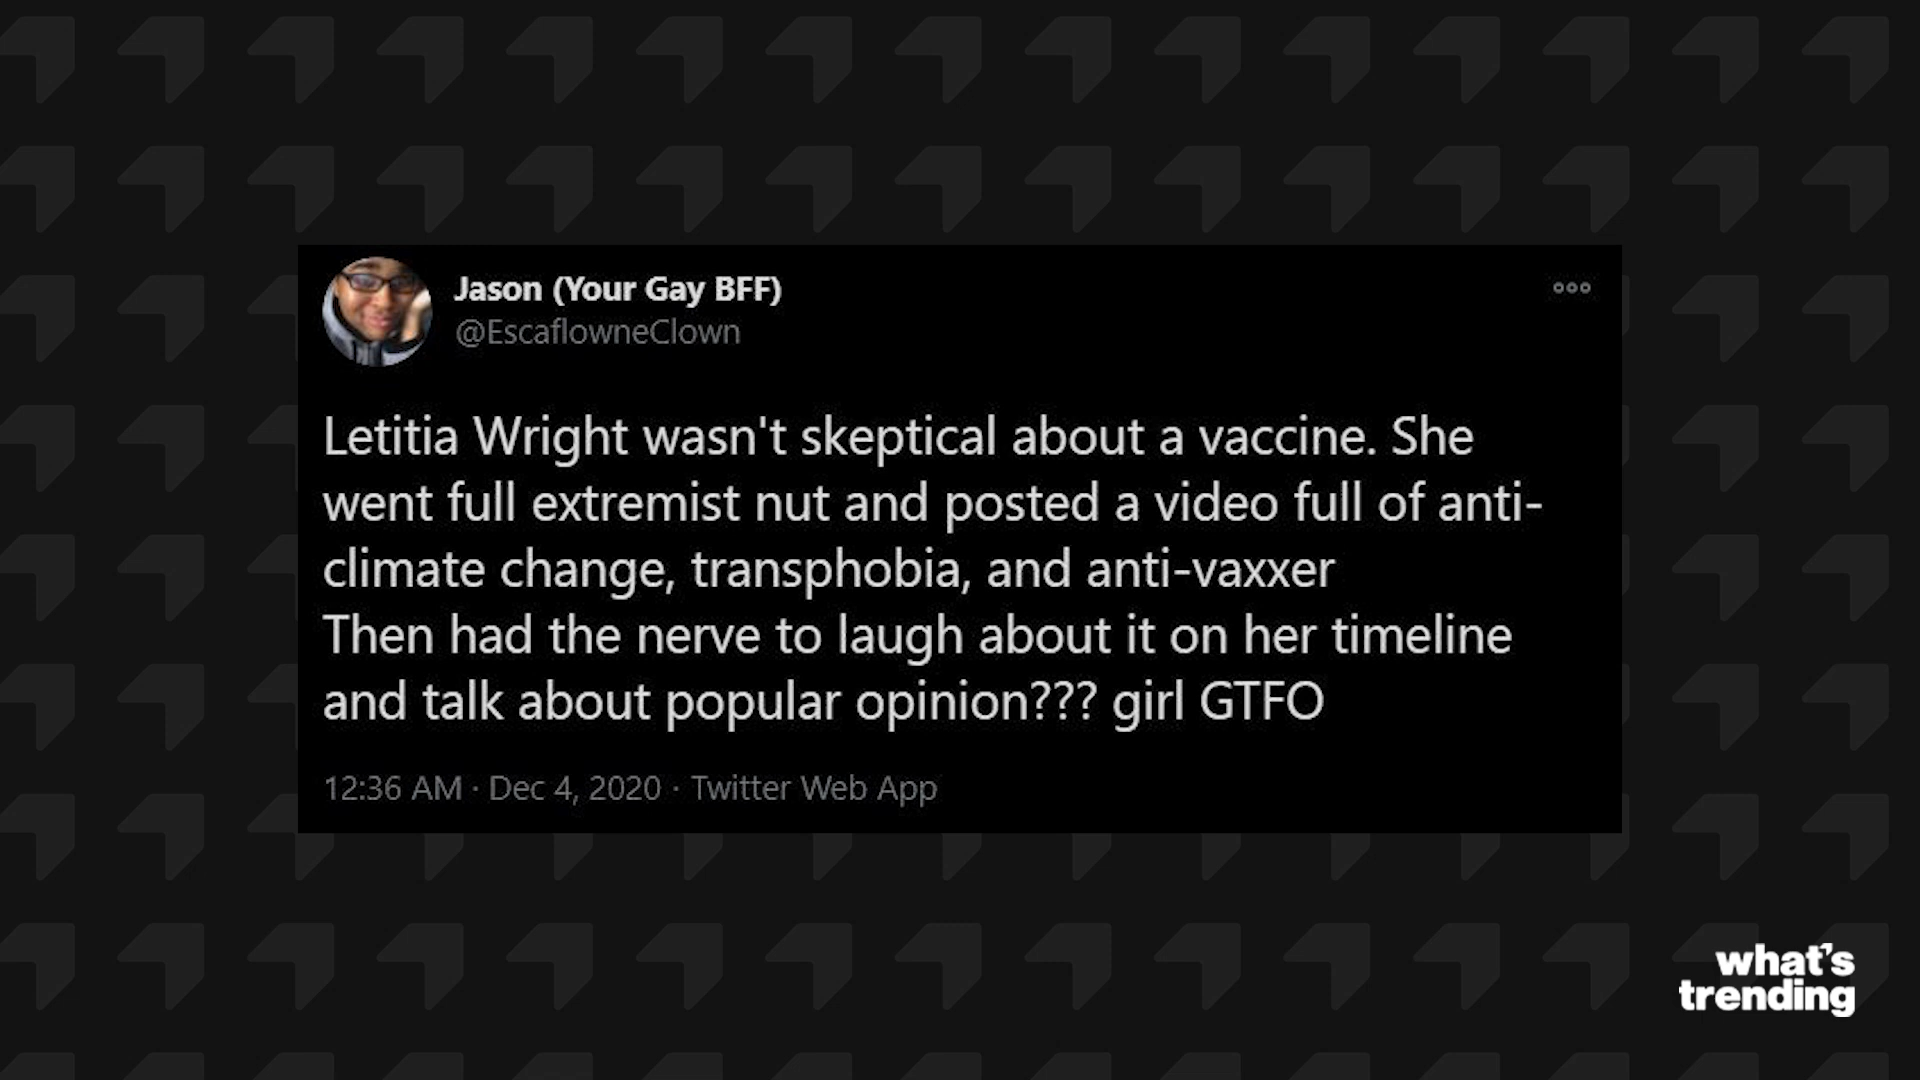 Jason (Your Gay BFF)
@EscaflowneClown
Letitia Wright wasn't skeptical about a vaccine. She
went full extremist nut and posted a video full of anti-
climate change, transphobia, and anti-vaxxer
Then had the nerve to laugh about it on her timeline
and talk about popular opinion??? girl GTFO
12:36 AM · Dec 4, 2020 · Twitter Web App
what's
trending